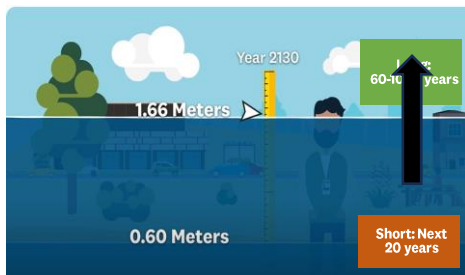 Year 2130
years
1.66 Meters
0.60 Meters
Short: Next
20 years